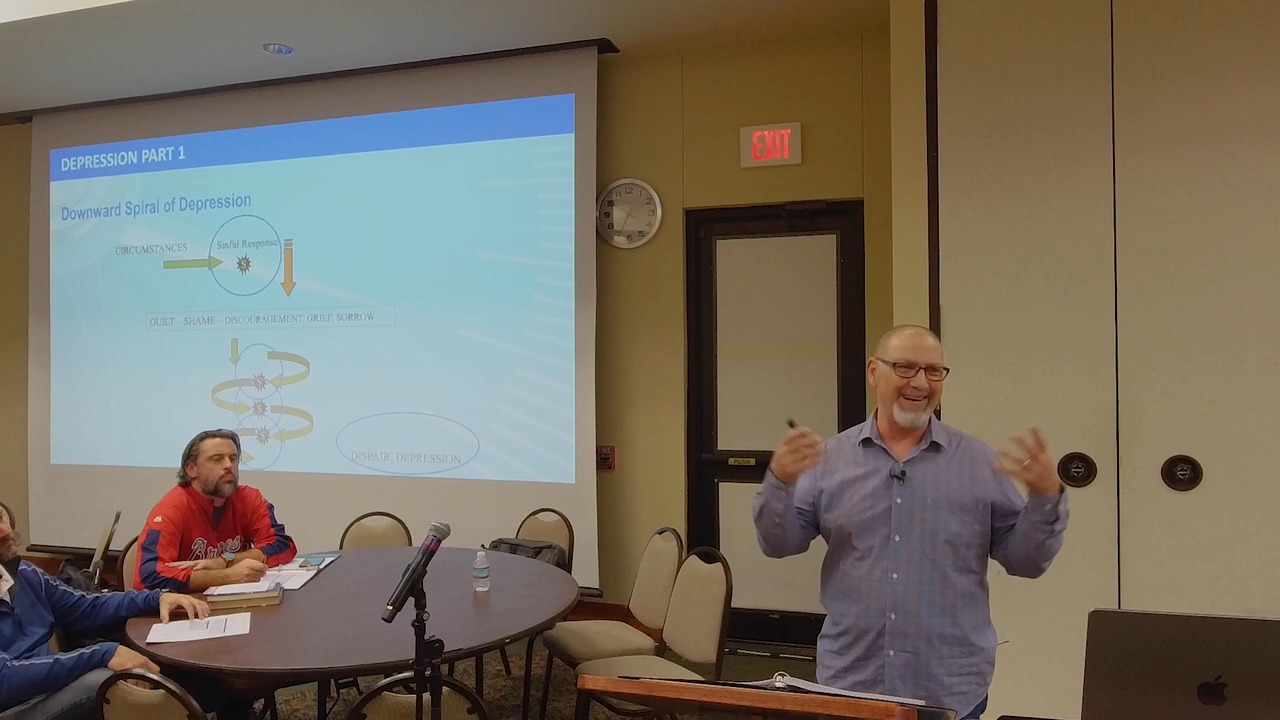 DEPRESSION PART 1
Downward Spiral of Depression
CIRCUMSTANCES
Sinful Response
GUILT - SHAME - DISCOURAGEMENT, GRIEF, SORROW
DISPAIR, DEPRESSION
EXIT
PUSH
Braves